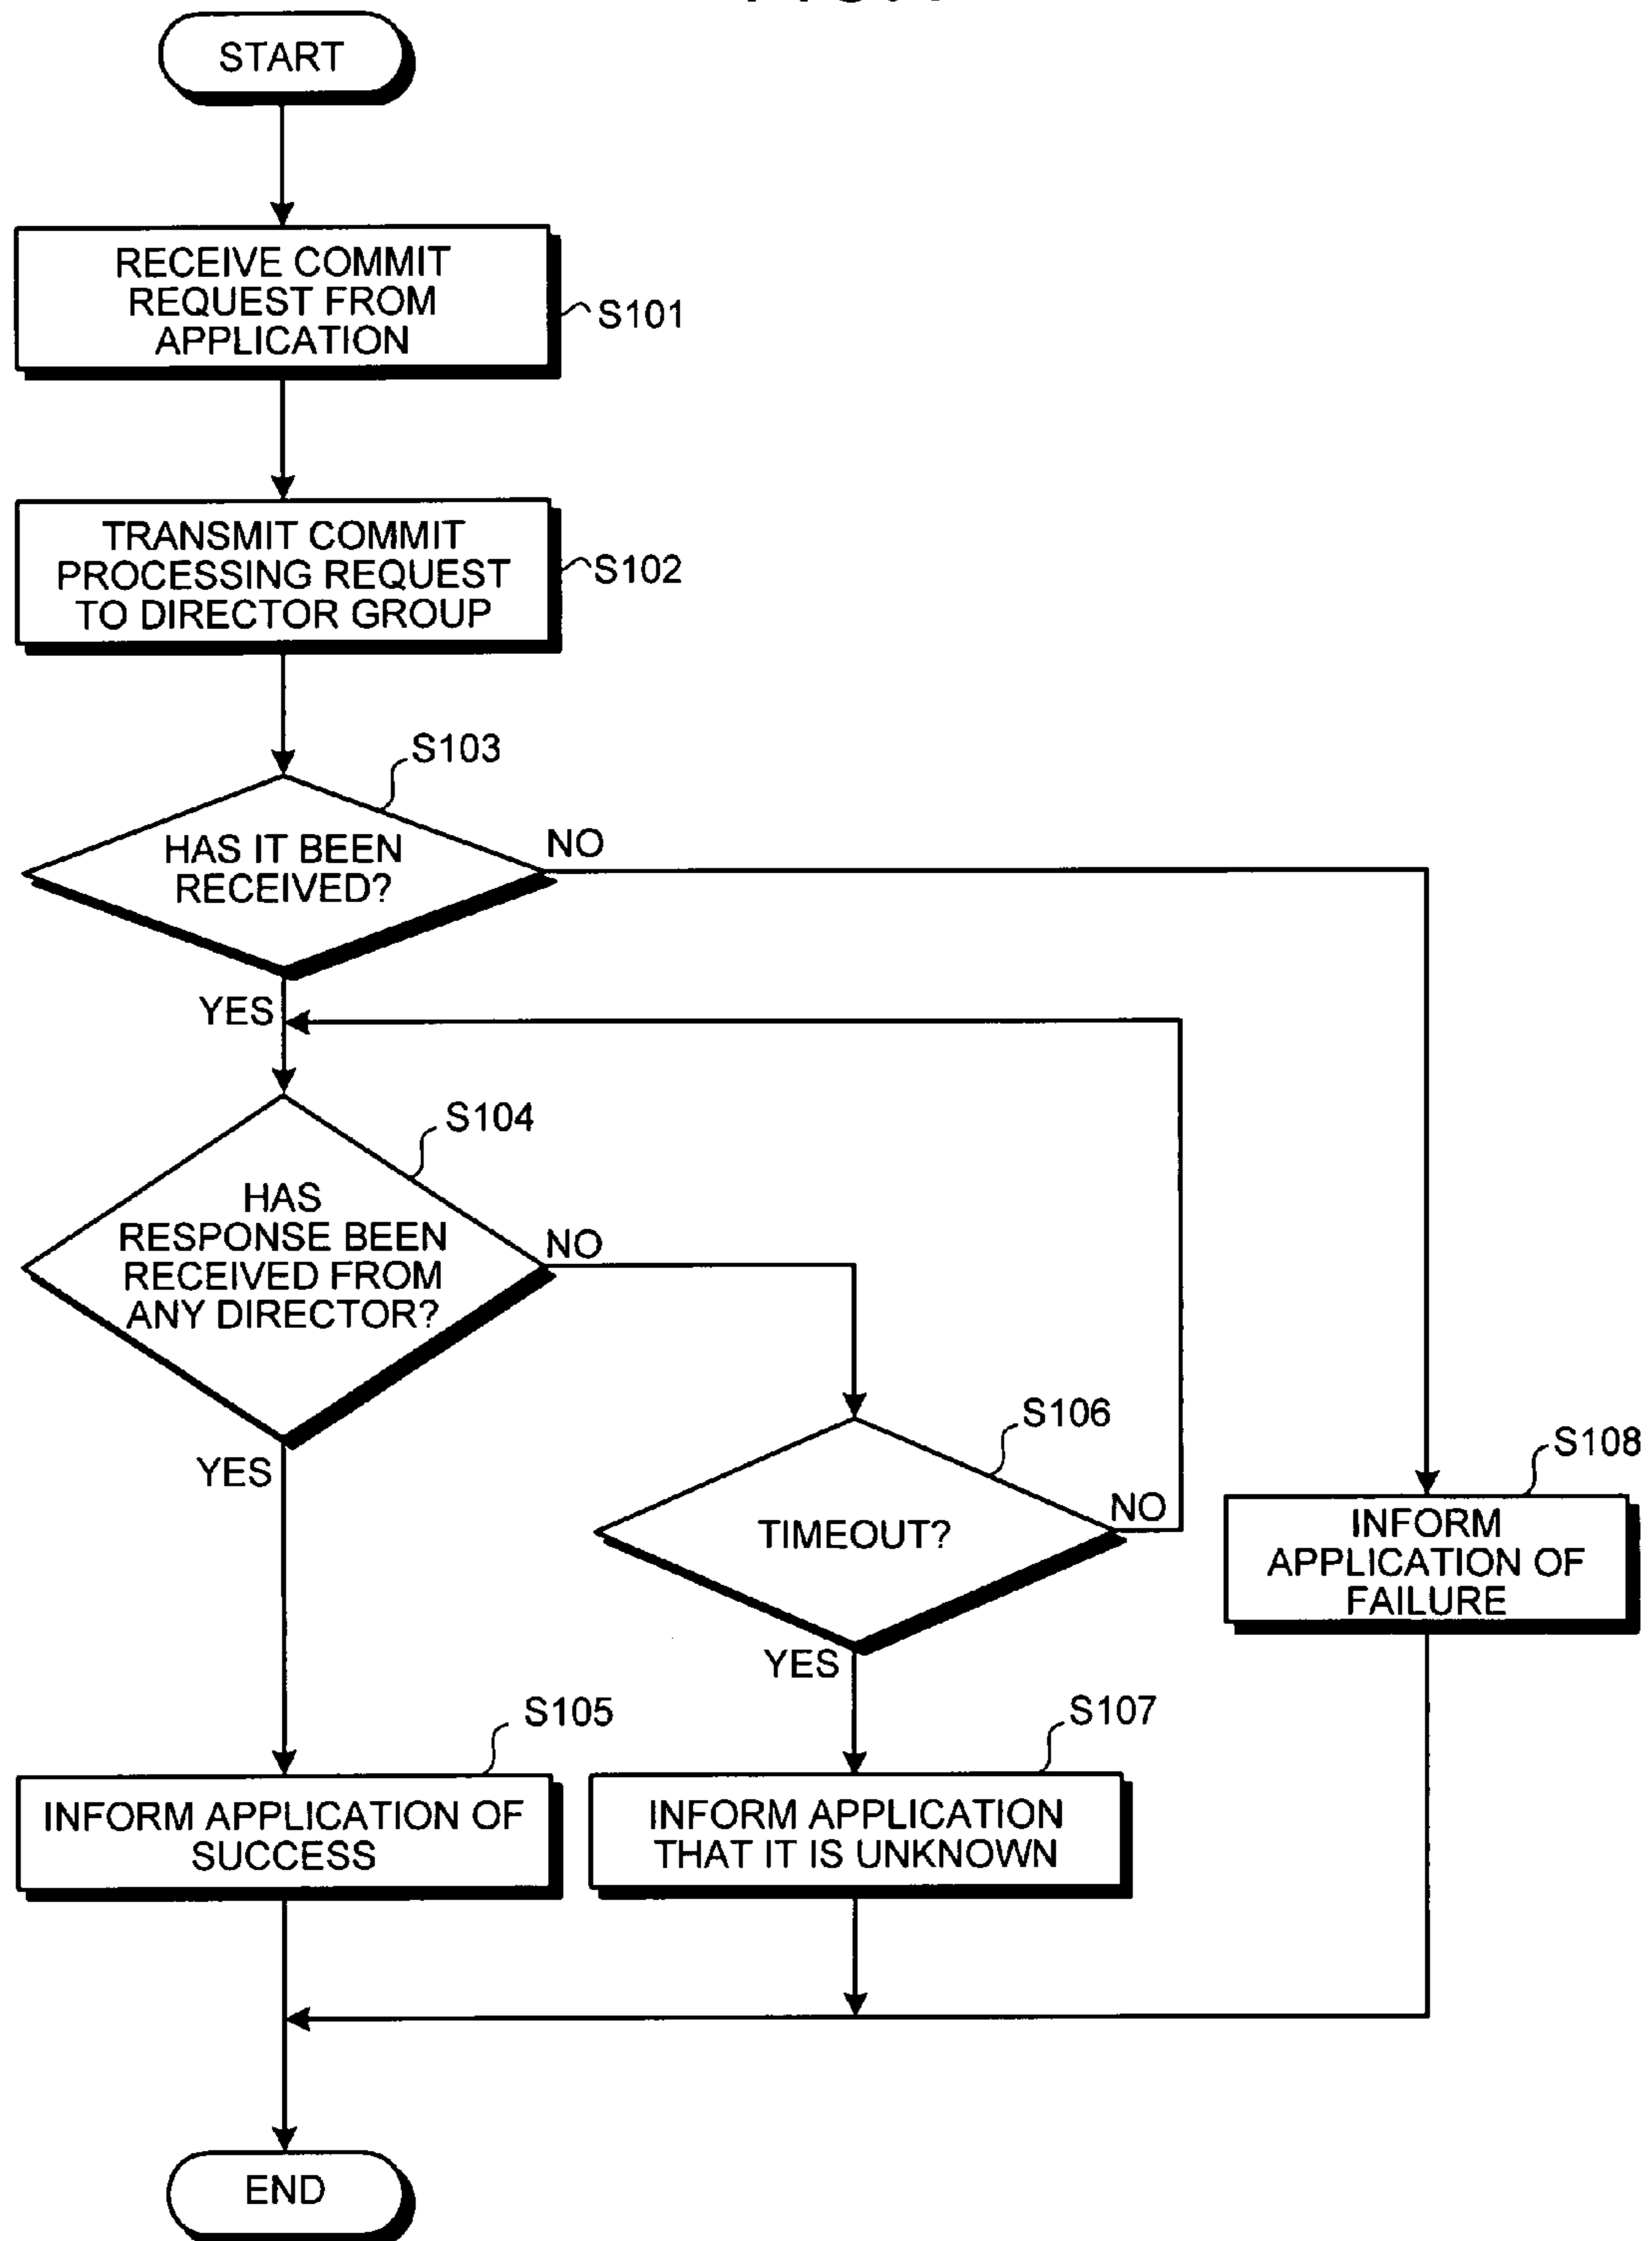 START
RECEIVE COMMIT
REQUEST FROM
APPLICATION
S101
TRANSMIT COMMIT
PROCESSING REQUEST
TO DIRECTOR GROUP
S102
S103
HAS IT BEEN
RECEIVED?
NO
YES
S104
HAS
RESPONSE BEEN
RECEIVED FROM
ANY DIRECTOR?
NO
YES
S106
TIMEOUT?
NO
YES
S108
INFORM
APPLICATION OF
FAILURE
S105
INFORM APPLICATION OF
SUCCESS
S107
INFORM APPLICATION
THAT IT IS UNKNOWN
END